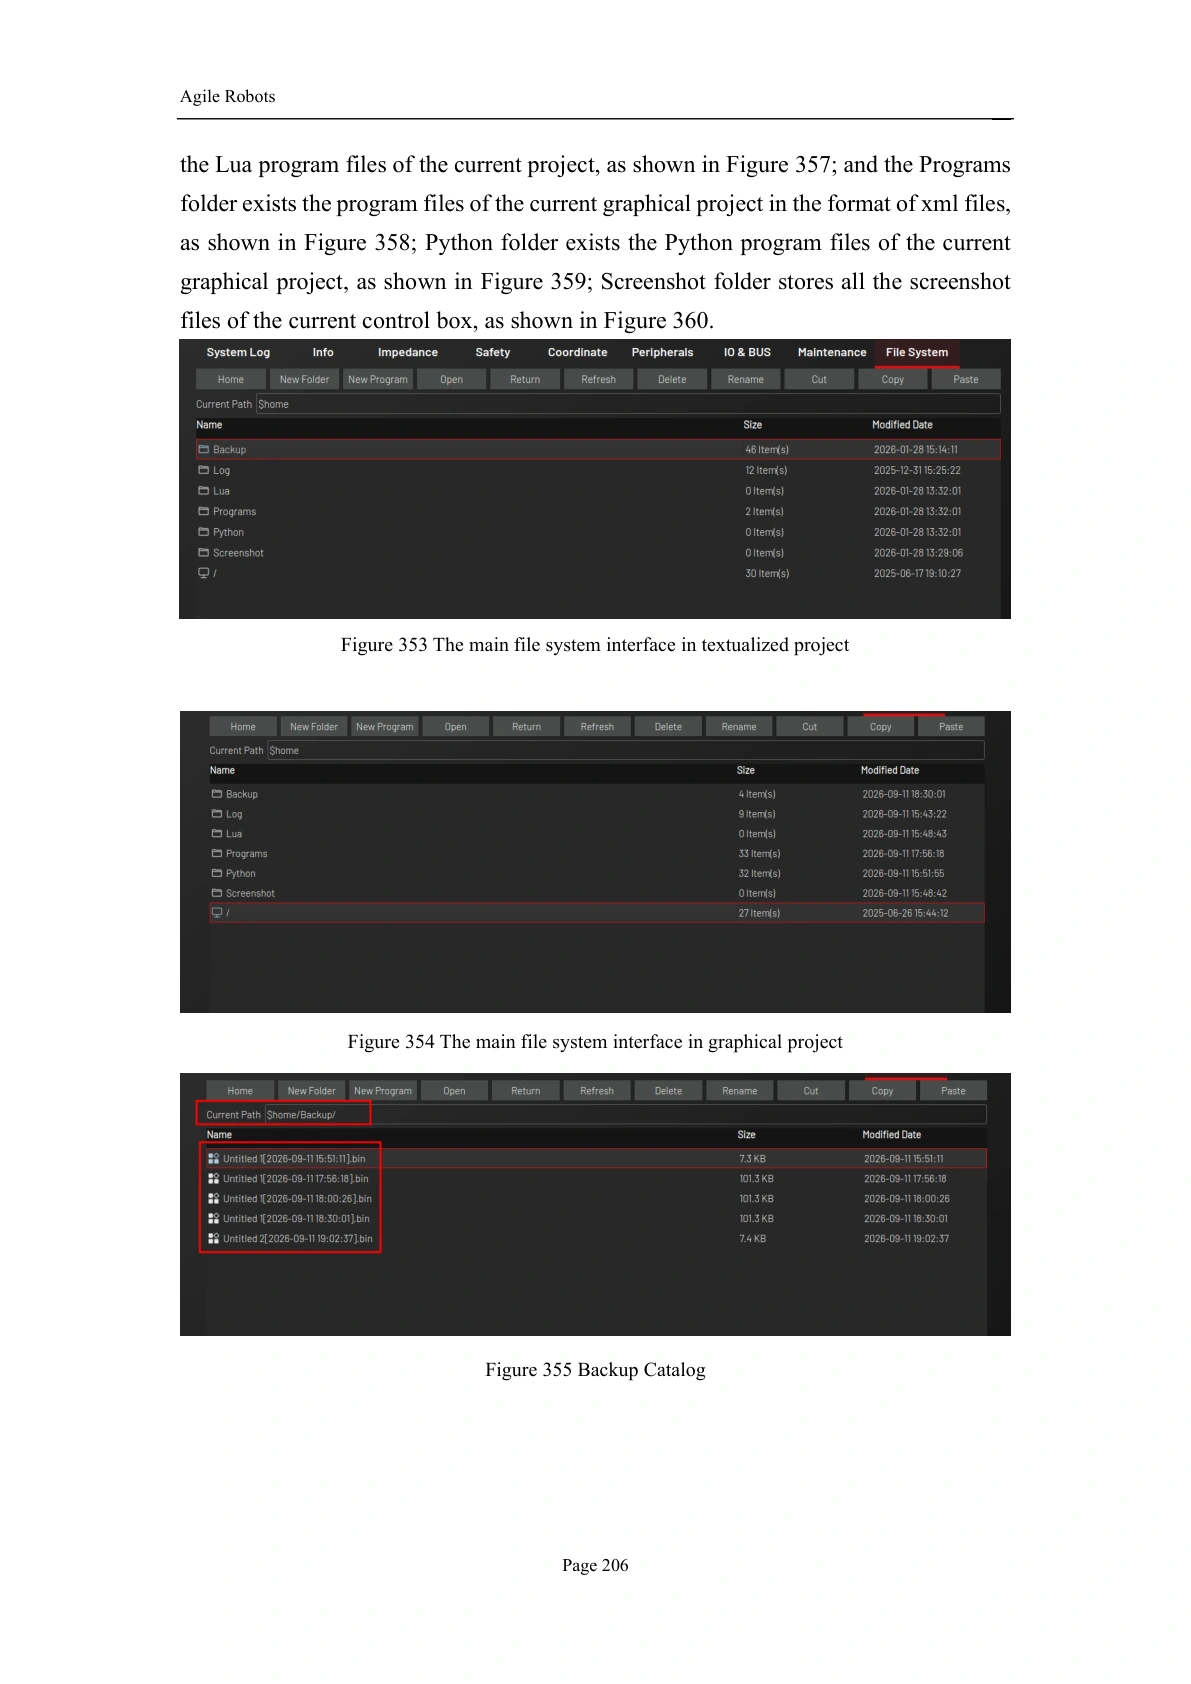 Agile Robots
the Lua program files of the current project, as shown in Figure 357; and the Programs
folder exists the program files of the current graphical project in the format of xml files,
as shown in Figure 358; Python folder exists the Python program files of the current
graphical project, as shown in Figure 359; Screenshot folder stores all the screenshot
files of the current control box, as shown in Figure 360.
System Log Info Impedance Safety Coordinate Peripherals IO & BUS Maintenance File System
Home New Folder New Program Open Return Refresh Delete Rename Cut Copy Paste
Current Path $home
Name Size Modified Date
Backup 46 Item(s) 2026-01-28 15:14:11
Log 12 Item(s) 2025-12-31 15:25:22
Lua 0 Item(s) 2026-01-28 13:32:01
Programs 2 Item(s) 2026-01-28 13:32:01
Python 0 Item(s) 2026-01-28 13:32:01
Screenshot 0 Item(s) 2026-01-28 13:29:06
/ 30 Item(s) 2025-06-17 19:10:27
Figure 353 The main file system interface in textualized project
Home New Folder New Program Open Return Refresh Delete Rename Cut Copy Paste
Current Path $home
Name Size Modified Date
Backup 4 Item(s) 2026-09-11 18:30:01
Log 9 Item(s) 2026-09-11 15:43:22
Lua 0 Item(s) 2026-09-11 15:48:43
Programs 33 Item(s) 2026-09-11 17:56:18
Python 32 Item(s) 2026-09-11 15:51:55
Screenshot 0 Item(s) 2026-09-11 15:48:42
/ 27 Item(s) 2025-06-26 15:44:12
Figure 354 The main file system interface in graphical project
Home New Folder New Program Open Return Refresh Delete Rename Cut Copy Paste
Current Path $home/Backup/
Name Size Modified Date
Untitled 1[2026-09-11 15:51:11].bin 7.3 KB 2026-09-11 15:51:11
Untitled 1[2026-09-11 17:56:18].bin 101.3 KB 2026-09-11 17:56:18
Untitled 1[2026-09-11 18:00:26].bin 101.3 KB 2026-09-11 18:00:26
Untitled 1[2026-09-11 18:30:01].bin 101.3 KB 2026-09-11 18:30:01
Untitled 2[2026-09-11 19:02:37].bin 7.4 KB 2026-09-11 19:02:37
Figure 355 Backup Catalog
Page 206